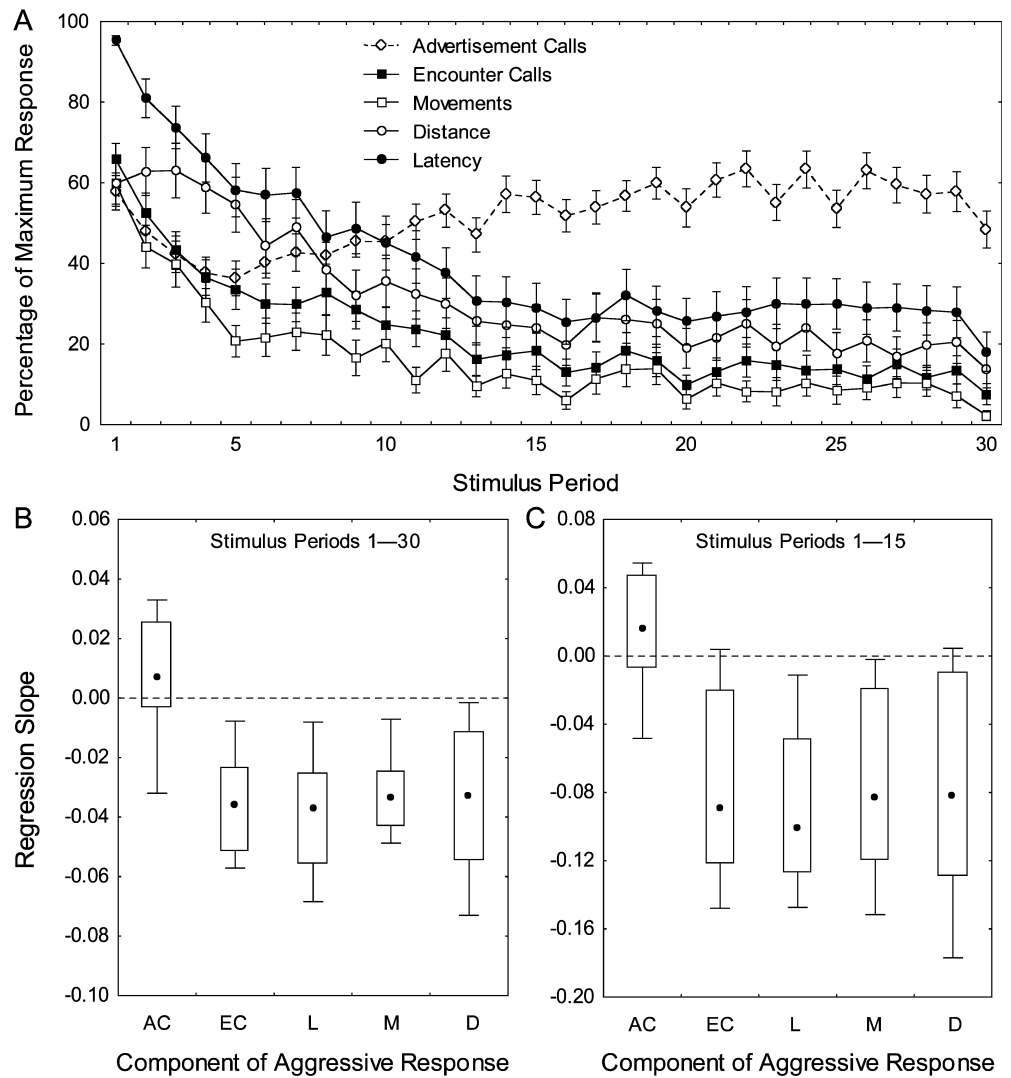 A
Percentage of Maximum Response
100
80
60
40
20
0
Advertisement Calls
Encounter Calls
Movements
Distance
Latency
1 5 10 15 20 25 30
Stimulus Period
B
Regression Slope
Stimulus Periods 1—30
0.06
0.04
0.02
0.00
-0.02
-0.04
-0.06
-0.08
-0.10
AC EC L M D
Component of Aggressive Response
C
Stimulus Periods 1—15
0.08
0.04
0.00
-0.04
-0.08
-0.12
-0.16
-0.20
AC EC L M D
Component of Aggressive Response